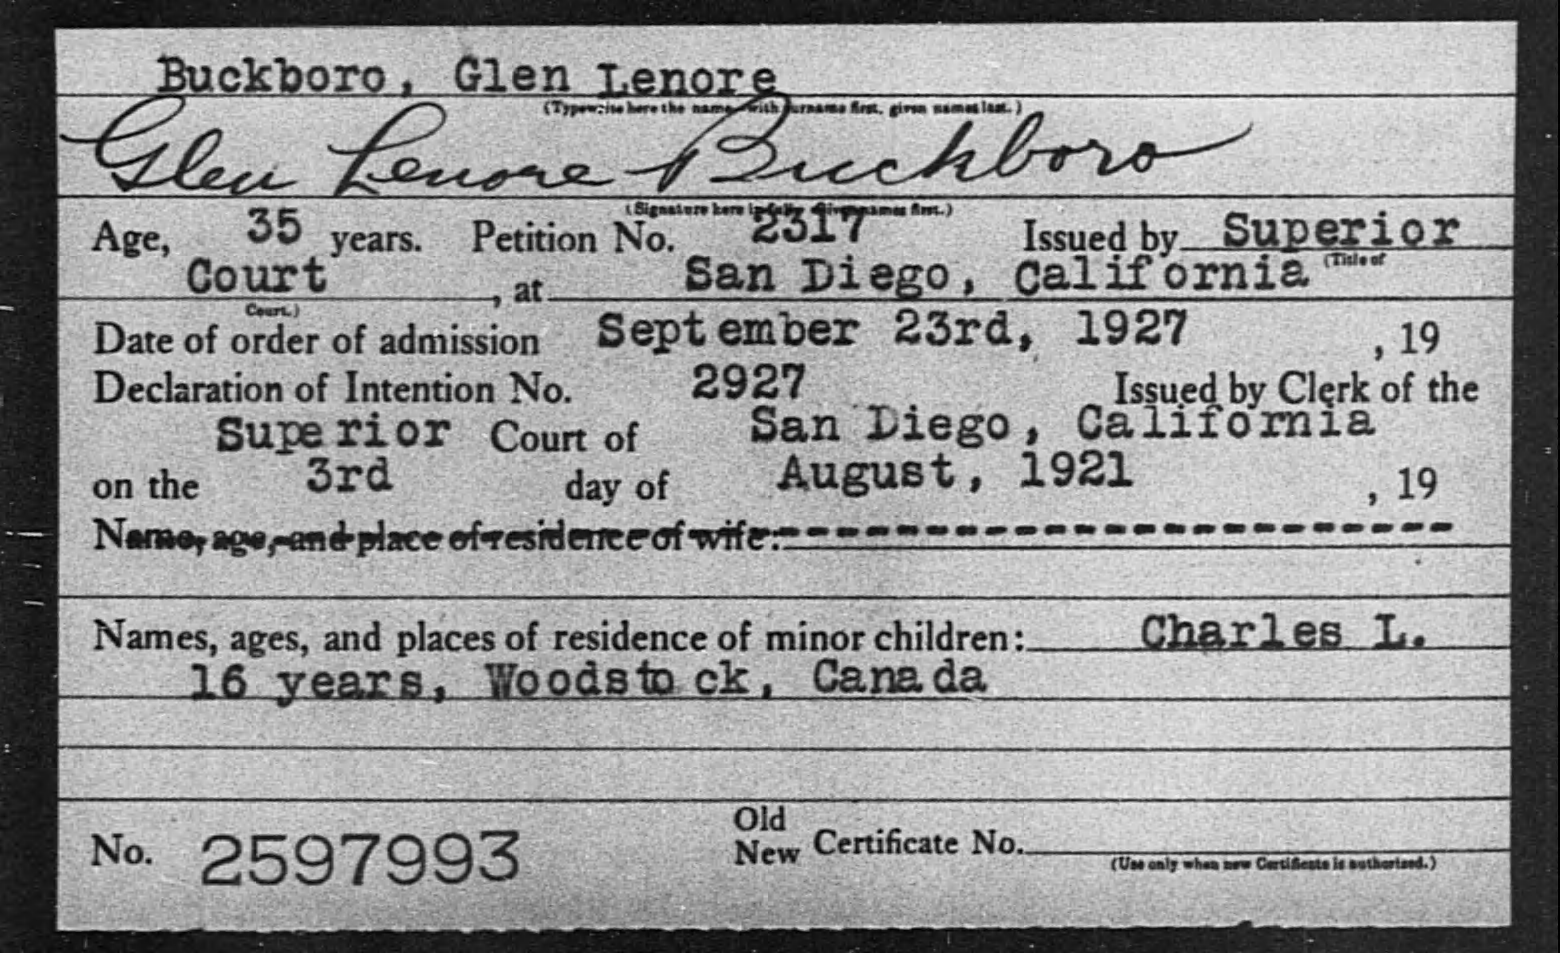 Buckboro, Glen Lenore
(Typewrite here the name with surname first, given names last.)
Glen Lenore Buckboro
(Signature here in full. Given names first.)
Age, 35 years. Petition No. 2317 Issued by Superior
(Title of
Court, at San Diego, California
Court.)
Date of order of admission September 23rd, 1927, 19
Declaration of Intention No. 2927 Issued by Clerk of the
Superior Court of San Diego, California
on the 3rd day of August, 1921, 19
Name, age, and place of residence of wife:
Names, ages, and places of residence of minor children: Charles L.
16 years, Woodstock, Canada
No. 2597993
Old
New Certificate No.
(Use only when new Certificate is authorized.)